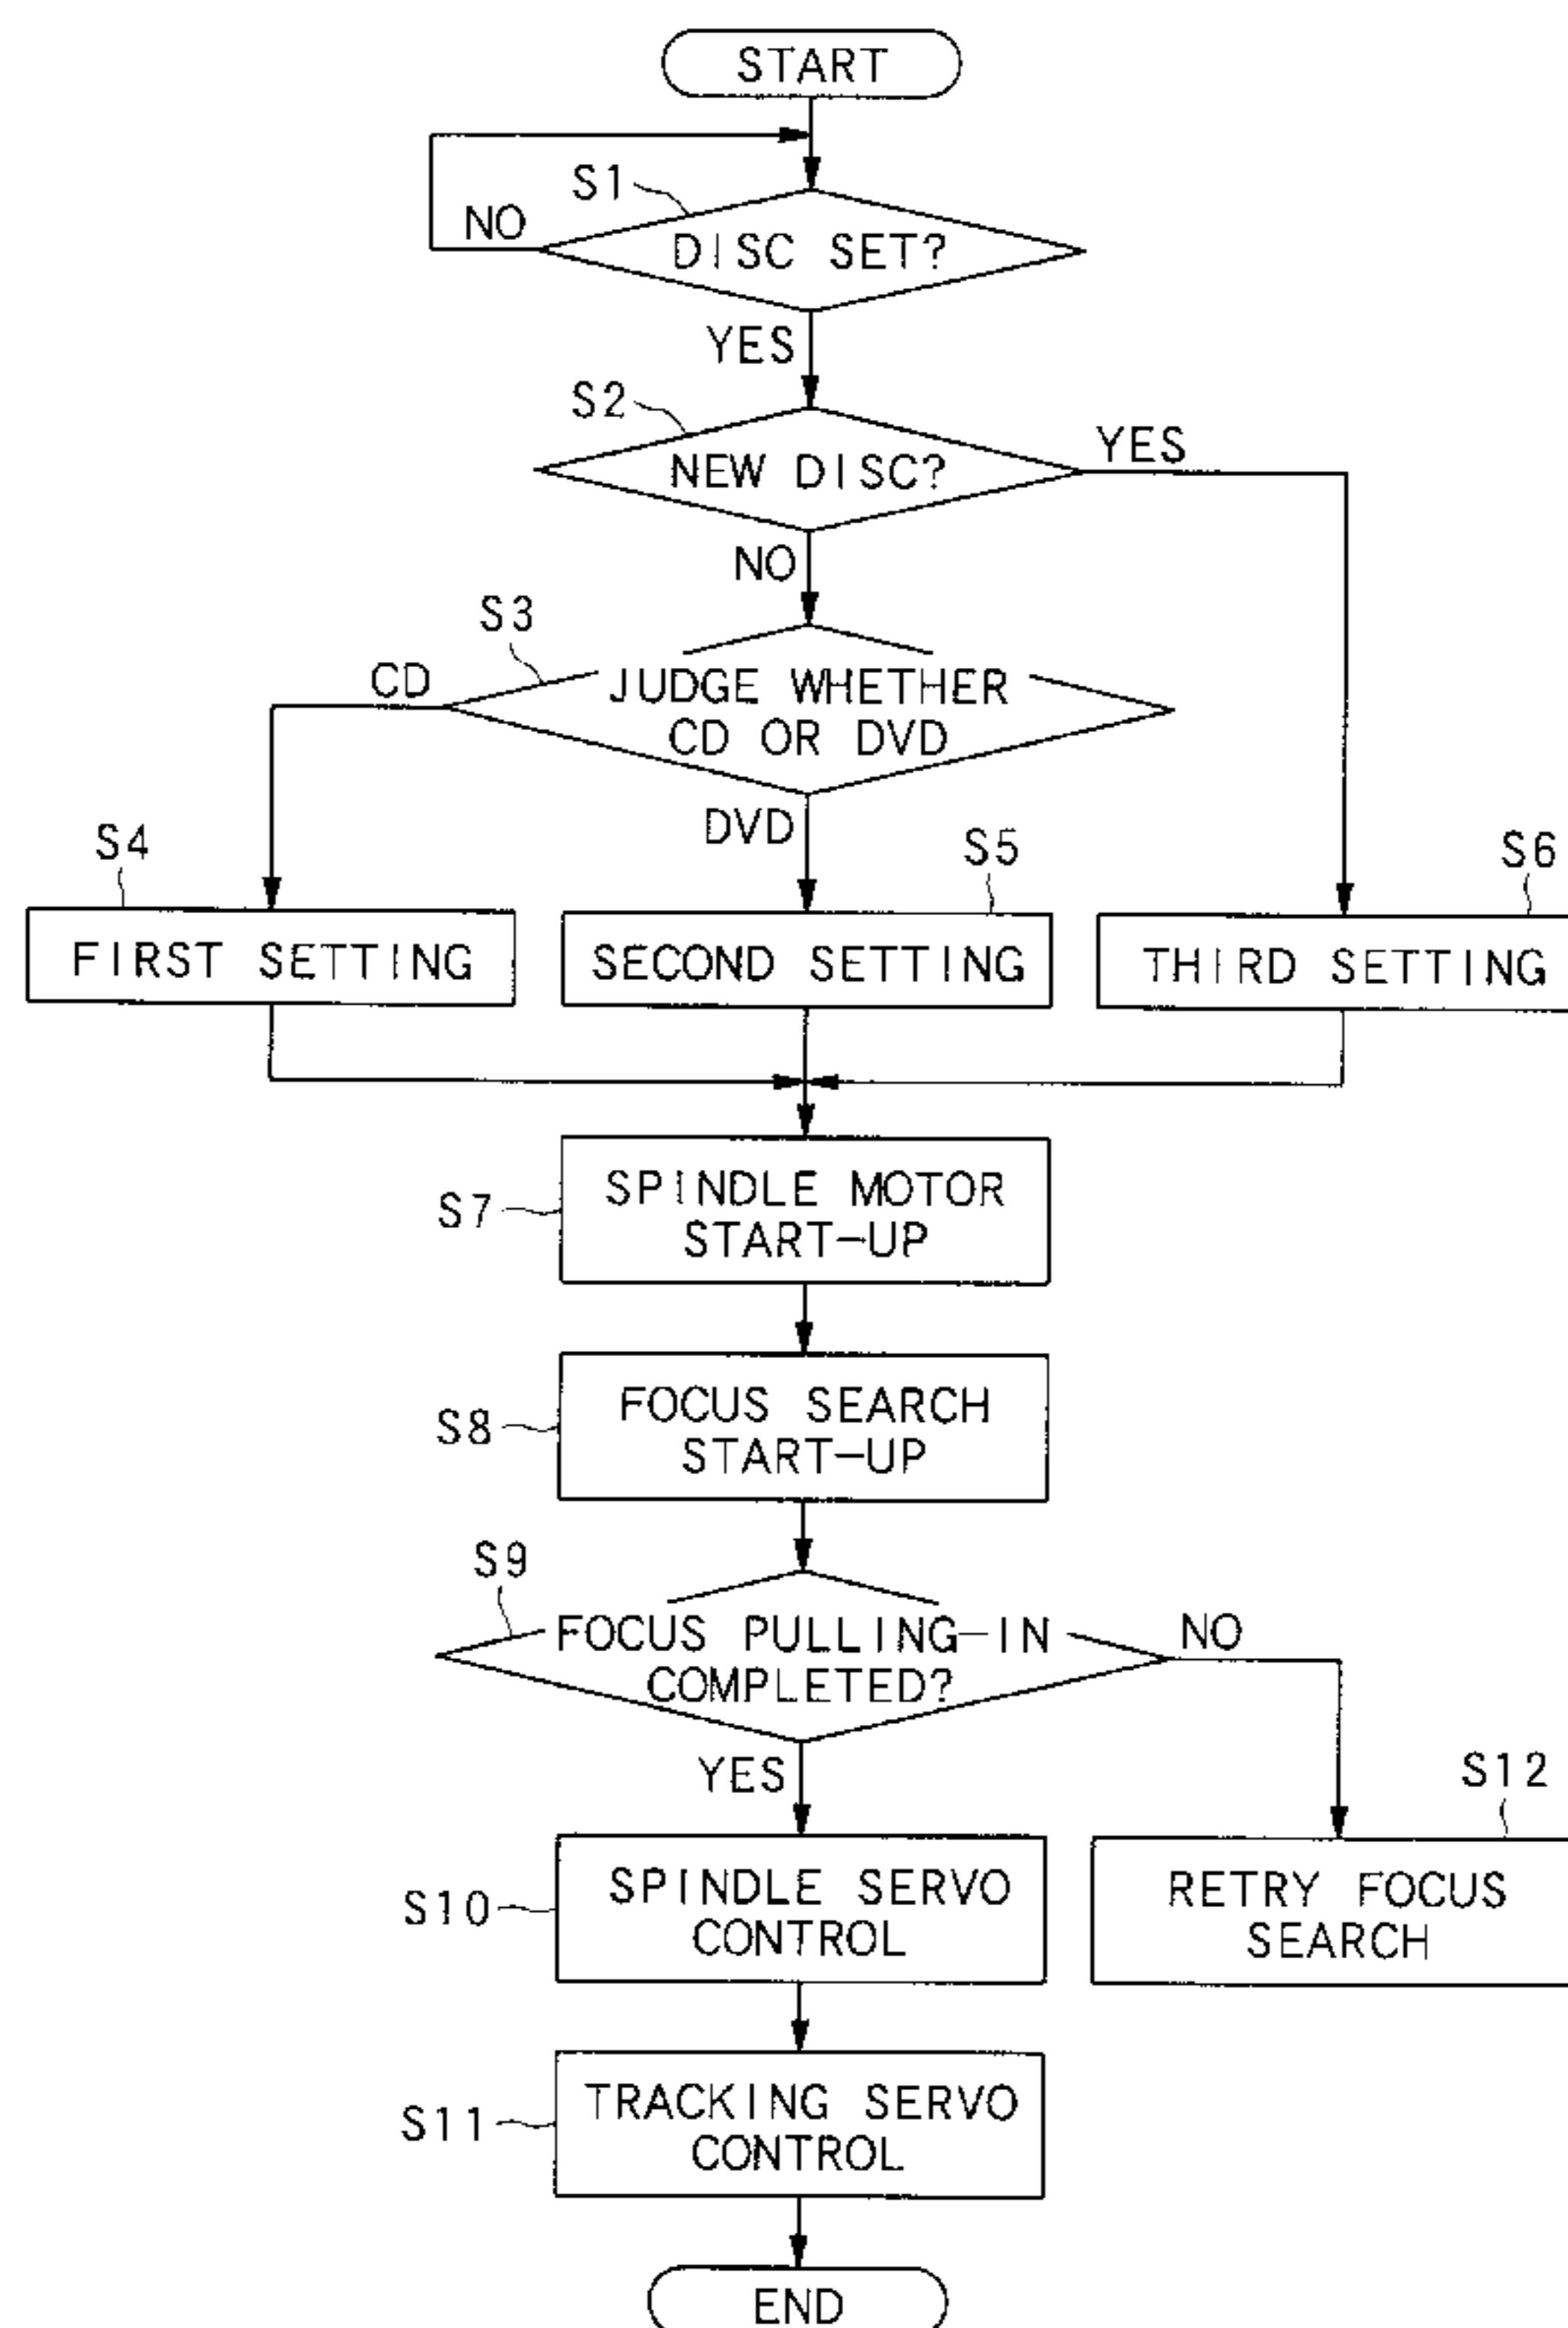 START
S1
NO
DISC SET?
YES
S2
YES
NEW DISC?
NO
S3
CD
JUDGE WHETHER
CD OR DVD
DVD
S4
S5
S6
FIRST SETTING
SECOND SETTING
THIRD SETTING
S7
SPINDLE MOTOR
START-UP
S8
FOCUS SEARCH
START-UP
S9
FOCUS PULLING-IN
COMPLETED?
NO
YES
S12
S10
SPINDLE SERVO
CONTROL
RETRY FOCUS
SEARCH
S11
TRACKING SERVO
CONTROL
END